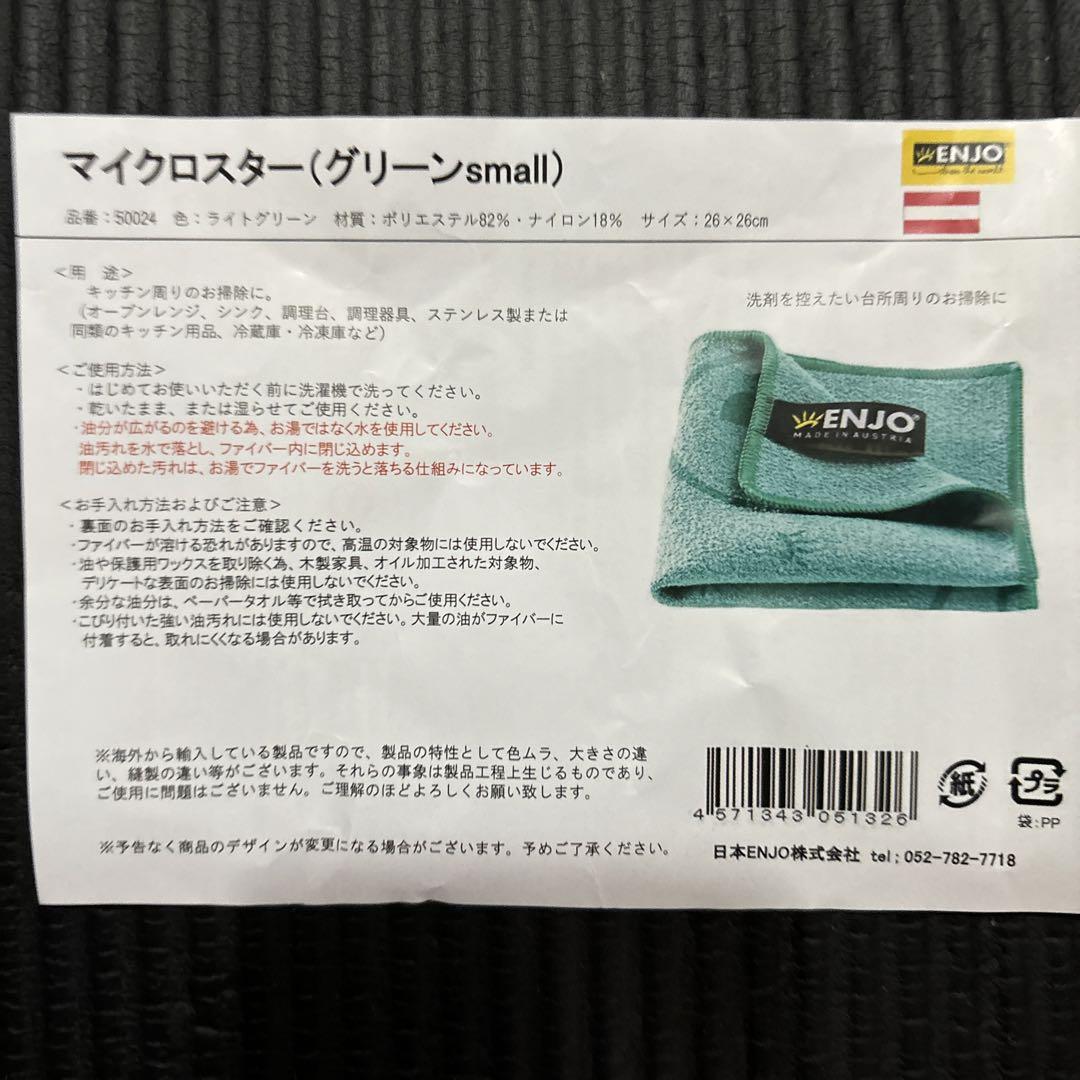 マイクロスター（グリーンsmall）
品番：50024　色：ライトグリーン　材質：ポリエステル82%・ナイロン18%　サイズ：26×26cm
ENJO
＜用　途＞
キッチン周りのお掃除に。
（オーブンレンジ、シンク、調理台、調理器具、ステンレス製または
同類のキッチン用品、冷蔵庫・冷凍庫など）
＜ご使用方法＞
・はじめてお使いいただく前に洗濯機で洗ってください。
・乾いたまま、または湿らせてご使用ください。
・油分が広がるのを避ける為、お湯ではなく水を使用してください。
油汚れを水で落とし、ファイバー内に閉じ込めます。
閉じ込めた汚れは、お湯でファイバーを洗うと落ちる仕組みになっています。
＜お手入れ方法およびご注意＞
・裏面のお手入れ方法をご確認ください。
・ファイバーが溶ける恐れがありますので、高温の対象物には使用しないでください。
・油や保護用ワックスを取り除く為、木製家具、オイル加工された対象物、
デリケートな表面のお掃除には使用しないでください。
・余分な油分は、ペーパータオル等で拭き取ってからご使用ください。
・こびり付いた強い油汚れには使用しないでください。大量の油がファイバーに
付着すると、取れにくくなる場合があります。
洗剤を控えたい台所周りのお掃除に
ENJO®
MADE IN AUSTRIA
※海外から輸入している製品ですので、製品の特性として色ムラ、大きさの違
い、縫製の違い等がございます。それらの事象は製品工程上生じるものであり、
ご使用に問題はございません。ご理解のほどよろしくお願い致します。
※予告なく商品のデザインが変更になる場合がございます。予めご了承ください。
4 571343 051326
紙
プラ
袋：PP
日本ENJO株式会社 tel；052-782-7718